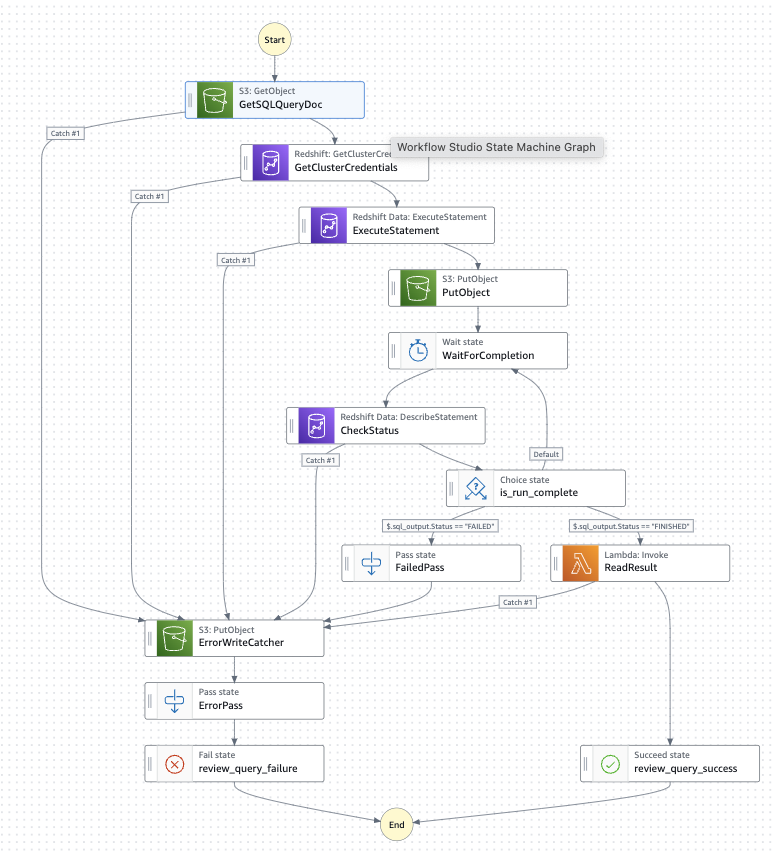 Start
S3: GetObject
GetSQLQueryDoc
Catch #1
Workflow Studio State Machine Graph
Redshift: GetClusterCre
GetClusterCredentials
Catch #1
Redshift Data: ExecuteStatement
ExecuteStatement
Catch #1
S3: PutObject
PutObject
Wait state
WaitForCompletion
Redshift Data: DescribeStatement
CheckStatus
Default
Catch #1
Choice state
is_run_complete
$.sql_output.Status == "FAILED"
$.sql_output.Status == "FINISHED"
Pass state
FailedPass
Lambda: Invoke
ReadResult
Catch #1
S3: PutObject
ErrorWriteCatcher
Pass state
ErrorPass
Fail state
review_query_failure
Succeed state
review_query_success
End